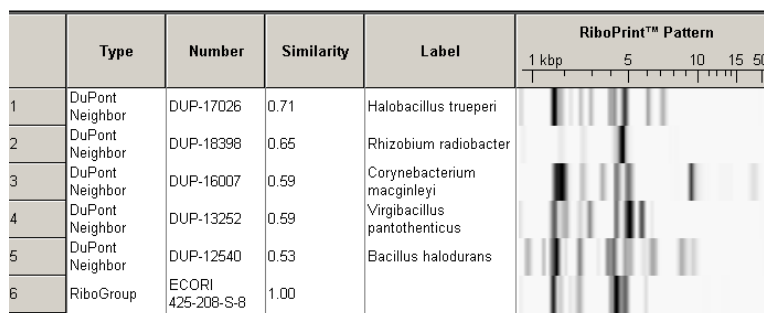 Type Number Similarity Label RiboPrint™ Pattern
1 kbp 5 10 15 50
1 DuPont Neighbor DUP-17026 0.71 Halobacillus trueperi
2 DuPont Neighbor DUP-18398 0.65 Rhizobium radiobacter
3 DuPont Neighbor DUP-16007 0.59 Corynebacterium macginleyi
4 DuPont Neighbor DUP-13252 0.59 Virgibacillus pantothenticus
5 DuPont Neighbor DUP-12540 0.53 Bacillus halodurans
6 RiboGroup ECORI 425-208-S-8 1.00